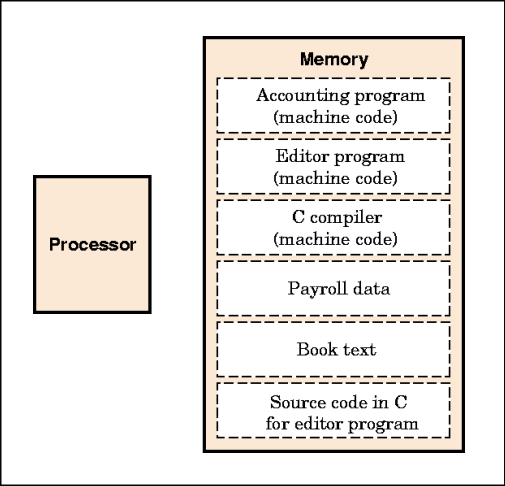 Memory
Accounting program
(machine code)
Editor program
(machine code)
C compiler
(machine code)
Processor
Payroll data
Book text
Source code in C
for editor program